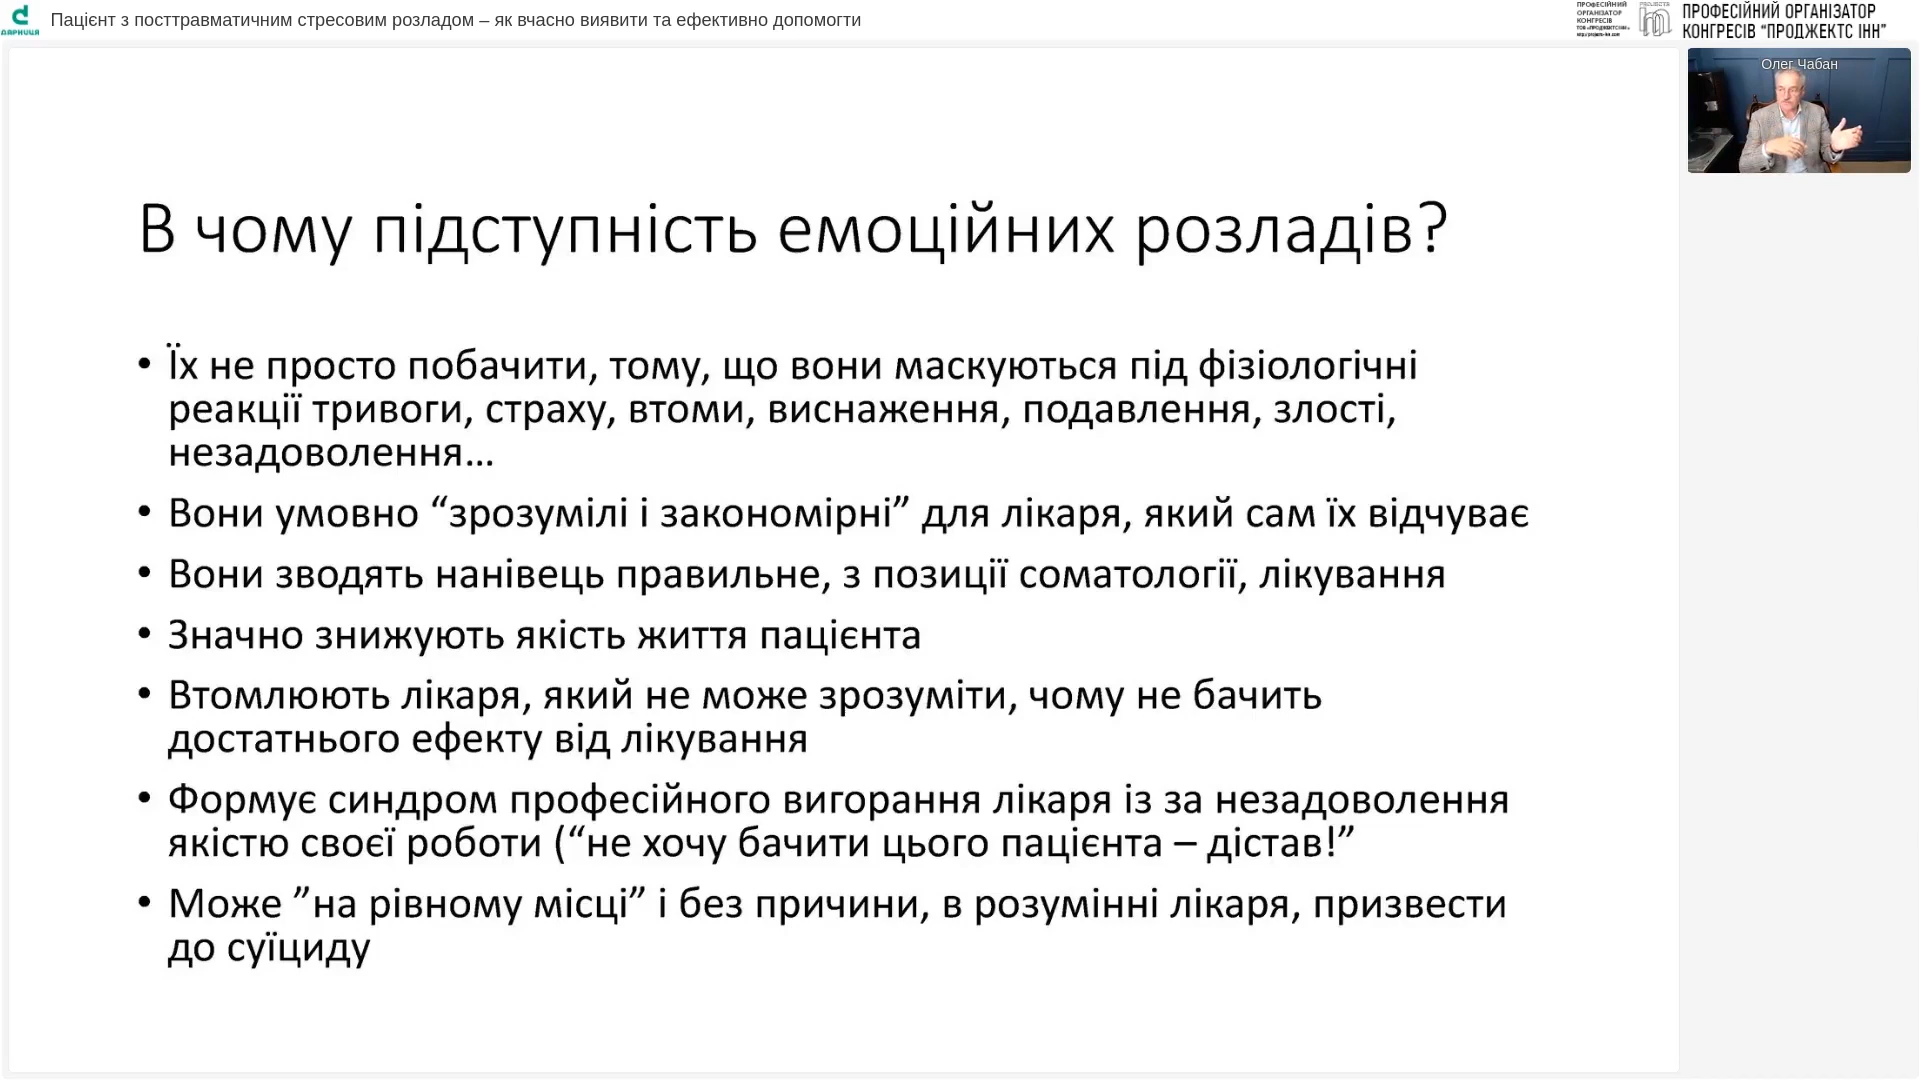 ДАРНИЦЯ
Пацієнт з посттравматичним стресовим розладом – як вчасно виявити та ефективно допомогти
ПРОФЕСІЙНИЙ
ОРГАНІЗАТОР
КОНГРЕСІВ
ПРОФЕСІЙНИЙ ОРГАНІЗАТОР
КОНГРЕСІВ “ПРОДЖЕКТС ІНН”
Олег Чабан
В чому підступність емоційних розладів?
• Їх не просто побачити, тому, що вони маскуються під фізіологічні
реакції тривоги, страху, втоми, виснаження, подавлення, злості,
незадоволення...
• Вони умовно “зрозумілі і закономірні” для лікаря, який сам їх відчуває
• Вони зводять нанівець правильне, з позиції соматології, лікування
• Значно знижують якість життя пацієнта
• Втомлюють лікаря, який не може зрозуміти, чому не бачить
достатнього ефекту від лікування
• Формує синдром професійного вигорання лікаря із за незадоволення
якістю своєї роботи (“не хочу бачити цього пацієнта – дістав!”
• Може ”на рівному місці” і без причини, в розумінні лікаря, призвести
до суїциду